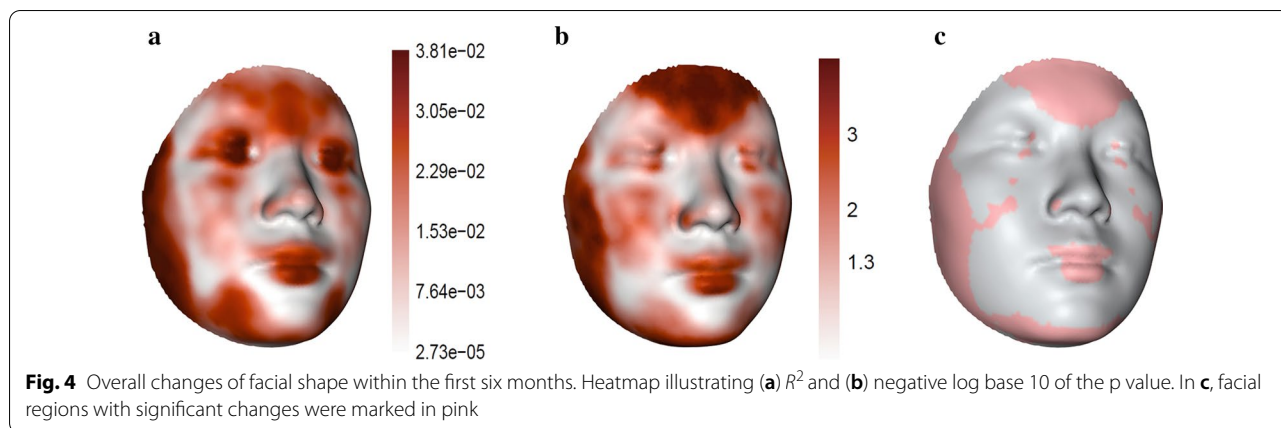 a
b
c
3.81e−02
3.05e−02
2.29e−02
1.53e−02
7.64e−03
2.73e−05
3
2
1.3
Fig. 4 Overall changes of facial shape within the first six months. Heatmap illustrating (a) R² and (b) negative log base 10 of the p value. In c, facial
regions with significant changes were marked in pink